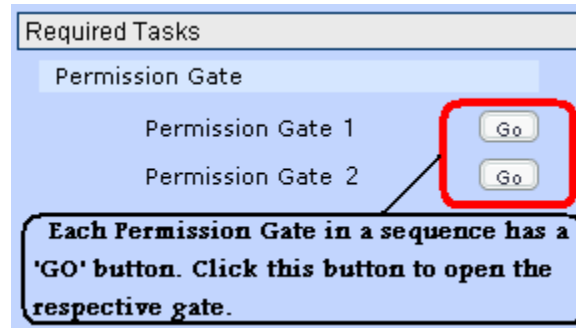 Required Tasks
Permission Gate
Permission Gate 1 Go
Permission Gate 2 Go
Each Permission Gate in a sequence has a
'GO' button. Click this button to open the
respective gate.